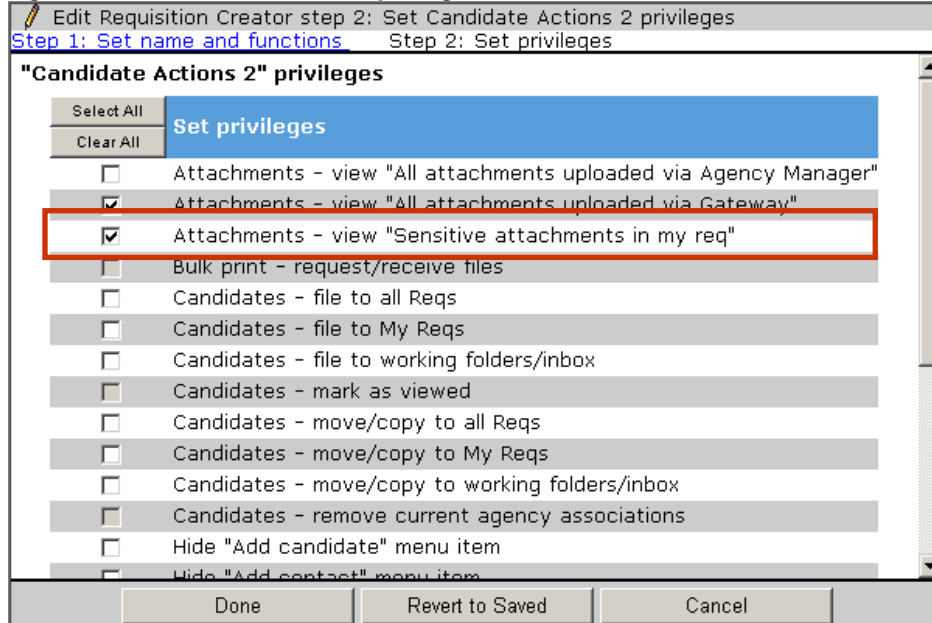 Edit Requisition Creator step 2: Set Candidate Actions 2 privileges
Step 1: Set name and functions   Step 2: Set privileges
"Candidate Actions 2" privileges
Select All
Clear All
Set privileges
Attachments - view "All attachments uploaded via Agency Manager"
Attachments - view "All attachments uploaded via Gateway"
Attachments - view "Sensitive attachments in my req"
Bulk print - request/receive files
Candidates - file to all Reqs
Candidates - file to My Reqs
Candidates - file to working folders/inbox
Candidates - mark as viewed
Candidates - move/copy to all Reqs
Candidates - move/copy to My Reqs
Candidates - move/copy to working folders/inbox
Candidates - remove current agency associations
Hide "Add candidate" menu item
Hide "Add contact" menu item
Done   Revert to Saved   Cancel